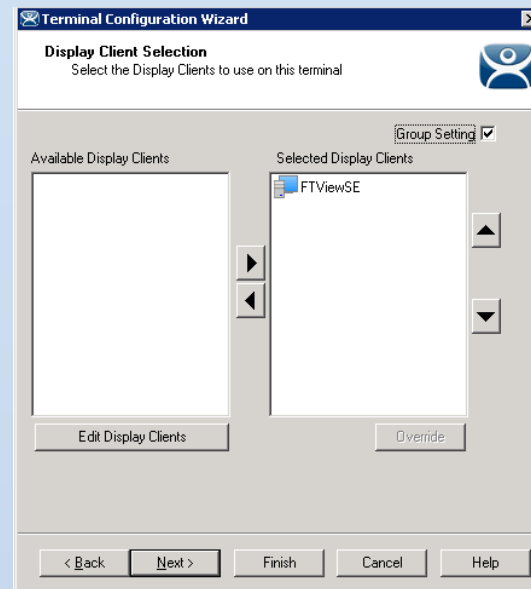 Terminal Configuration Wizard
Display Client Selection
Select the Display Clients to use on this terminal
Group Setting
Available Display Clients
Selected Display Clients
FTViewSE
Edit Display Clients
Override
< Back
Next >
Finish
Cancel
Help